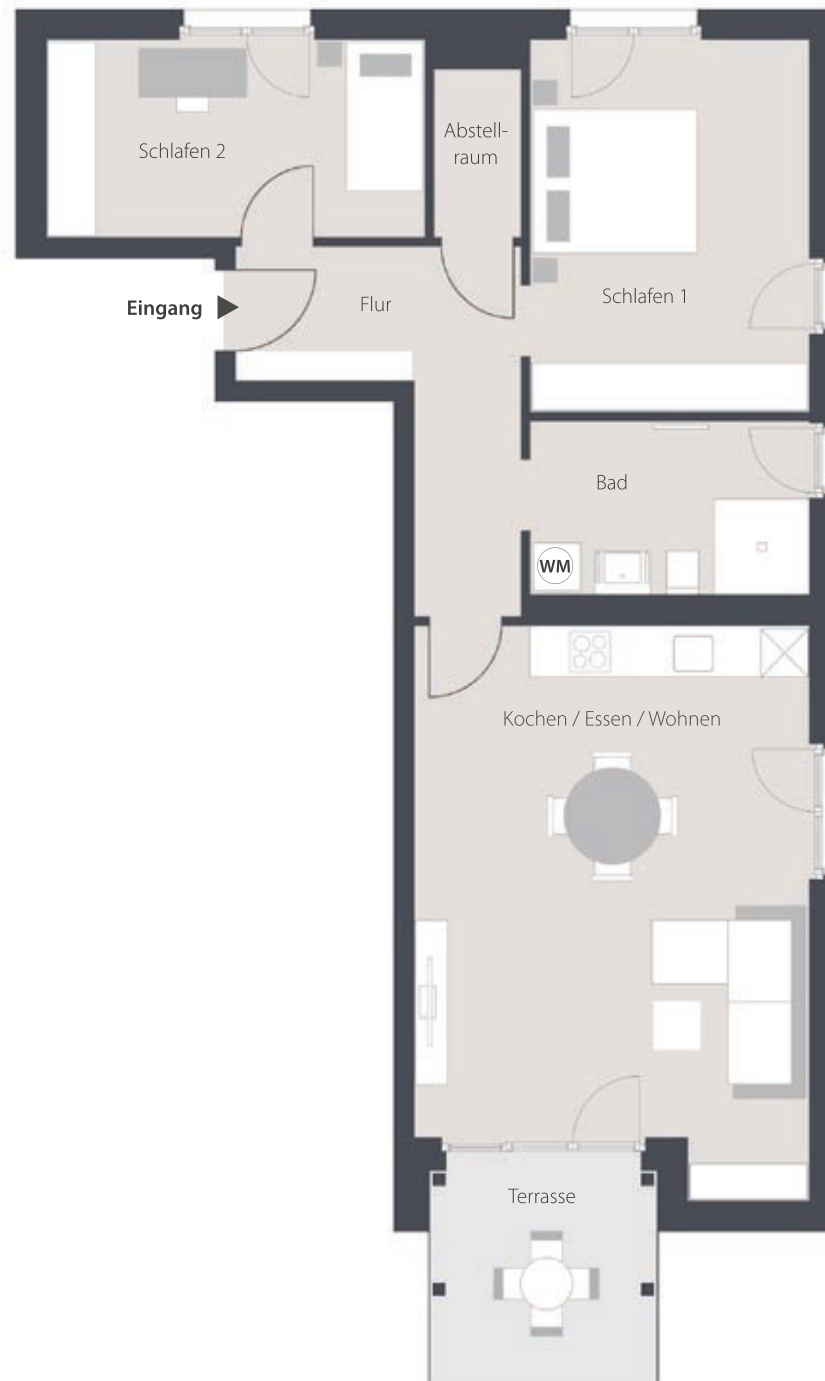 Abstell-
raum
Schlafen 2
Schlafen 1
Eingang
Flur
Bad
WM
Kochen / Essen / Wohnen
Terrasse